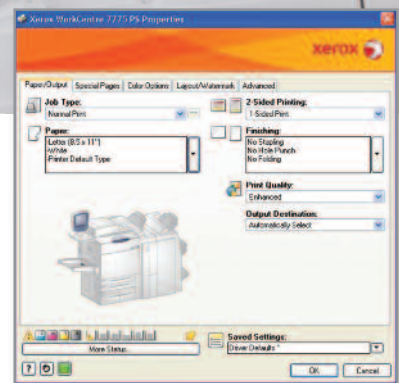 Xerox WorkCentre 7775 PS Properties
xerox
Paper/Output
Special Pages
Color Options
Layout/Watermark
Advanced
Job Type:
Normal Print
Paper:
-Letter (8.5 x 11")
-White
-Printer Default Type
2-Sided Printing:
1-Sided Print
Finishing:
No Stapling
No Hole Punch
No Folding
Print Quality:
Enhanced
Output Destination:
Automatically Select
More Status...
Saved Settings:
Driver Defaults *
?
OK
Cancel